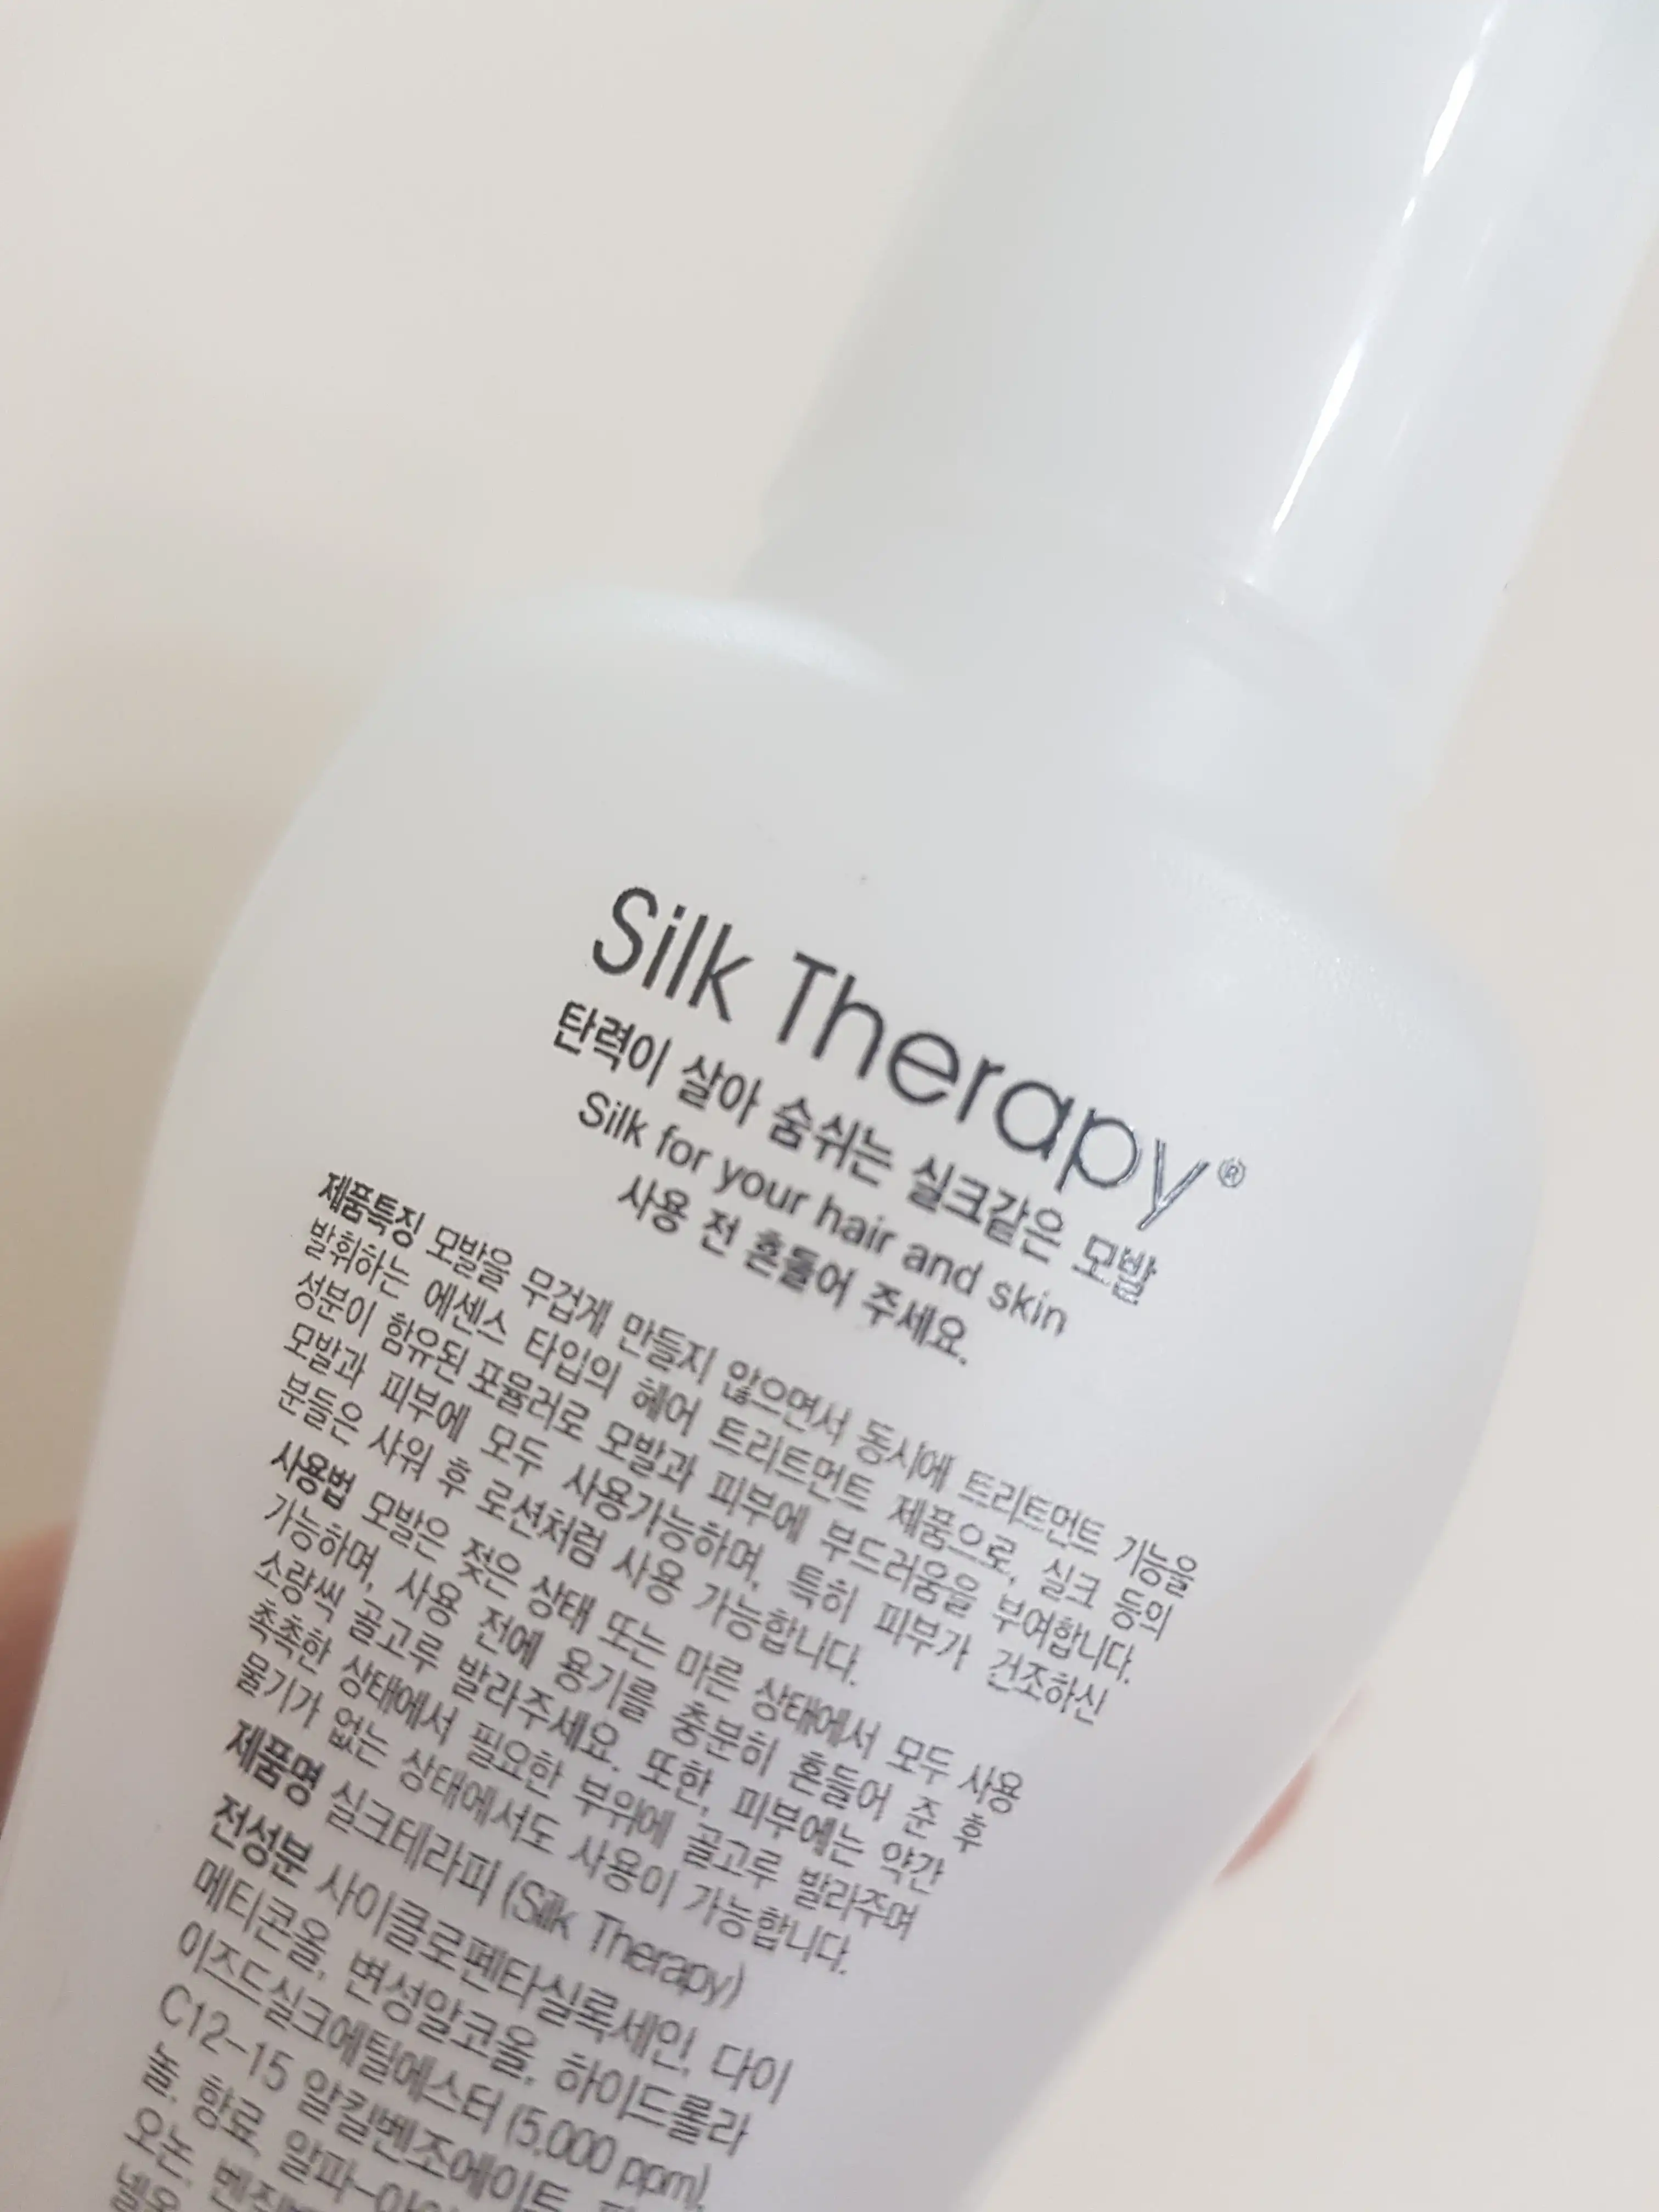 Silk Therapy®
탄력이 살아 숨쉬는 실크같은 모발
Silk for your hair and skin
사용 전 흔들어 주세요.
제품특징 모발을 무겁게 만들지 않으면서 동시에 트리트먼트 기능을
발휘하는 에센스 타입의 헤어 트리트먼트 제품으로, 실크 등의
성분이 함유된 포뮬러로 모발과 피부에 부드러움을 부여합니다.
모발과 피부에 모두 사용가능하며, 특히 피부가 건조하신
분들은 샤워 후 로션처럼 사용 가능합니다.
사용법 모발은 젖은 상태 또는 마른 상태에서 모두 사용
가능하며, 사용 전에 용기를 충분히 흔들어 준 후
소량씩 골고루 발라주세요. 또한, 피부에는 약간
촉촉한 상태에서 필요한 부위에 골고루 발라주며
물기가 없는 상태에서도 사용이 가능합니다.
제품명 실크테라피 (Silk Therapy)
전성분 사이클로펜타실록세인, 다이
메티콘올, 변성알코올, 하이드롤라
이즈드실크에틸에스터 (5,000 ppm),
C12-15 알킬벤조에이트,
놀, 향료,
오논,